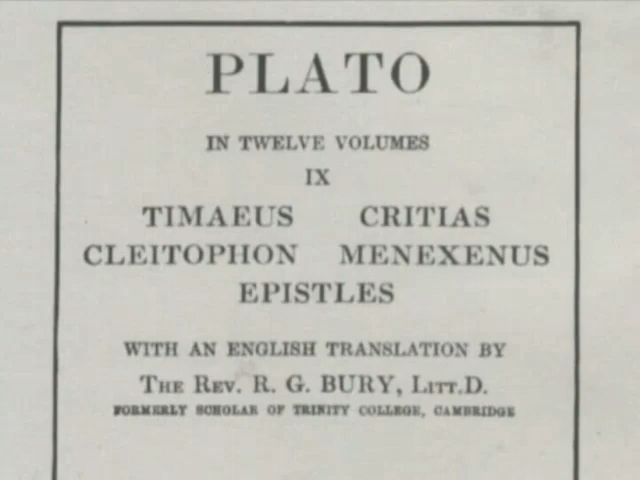 PLATO
IN TWELVE VOLUMES
IX
TIMAEUS CRITIAS
CLEITOPHON MENEXENUS
EPISTLES
WITH AN ENGLISH TRANSLATION BY
THE REV. R. G. BURY, LITT.D.
FORMERLY SCHOLAR OF TRINITY COLLEGE, CAMBRIDGE